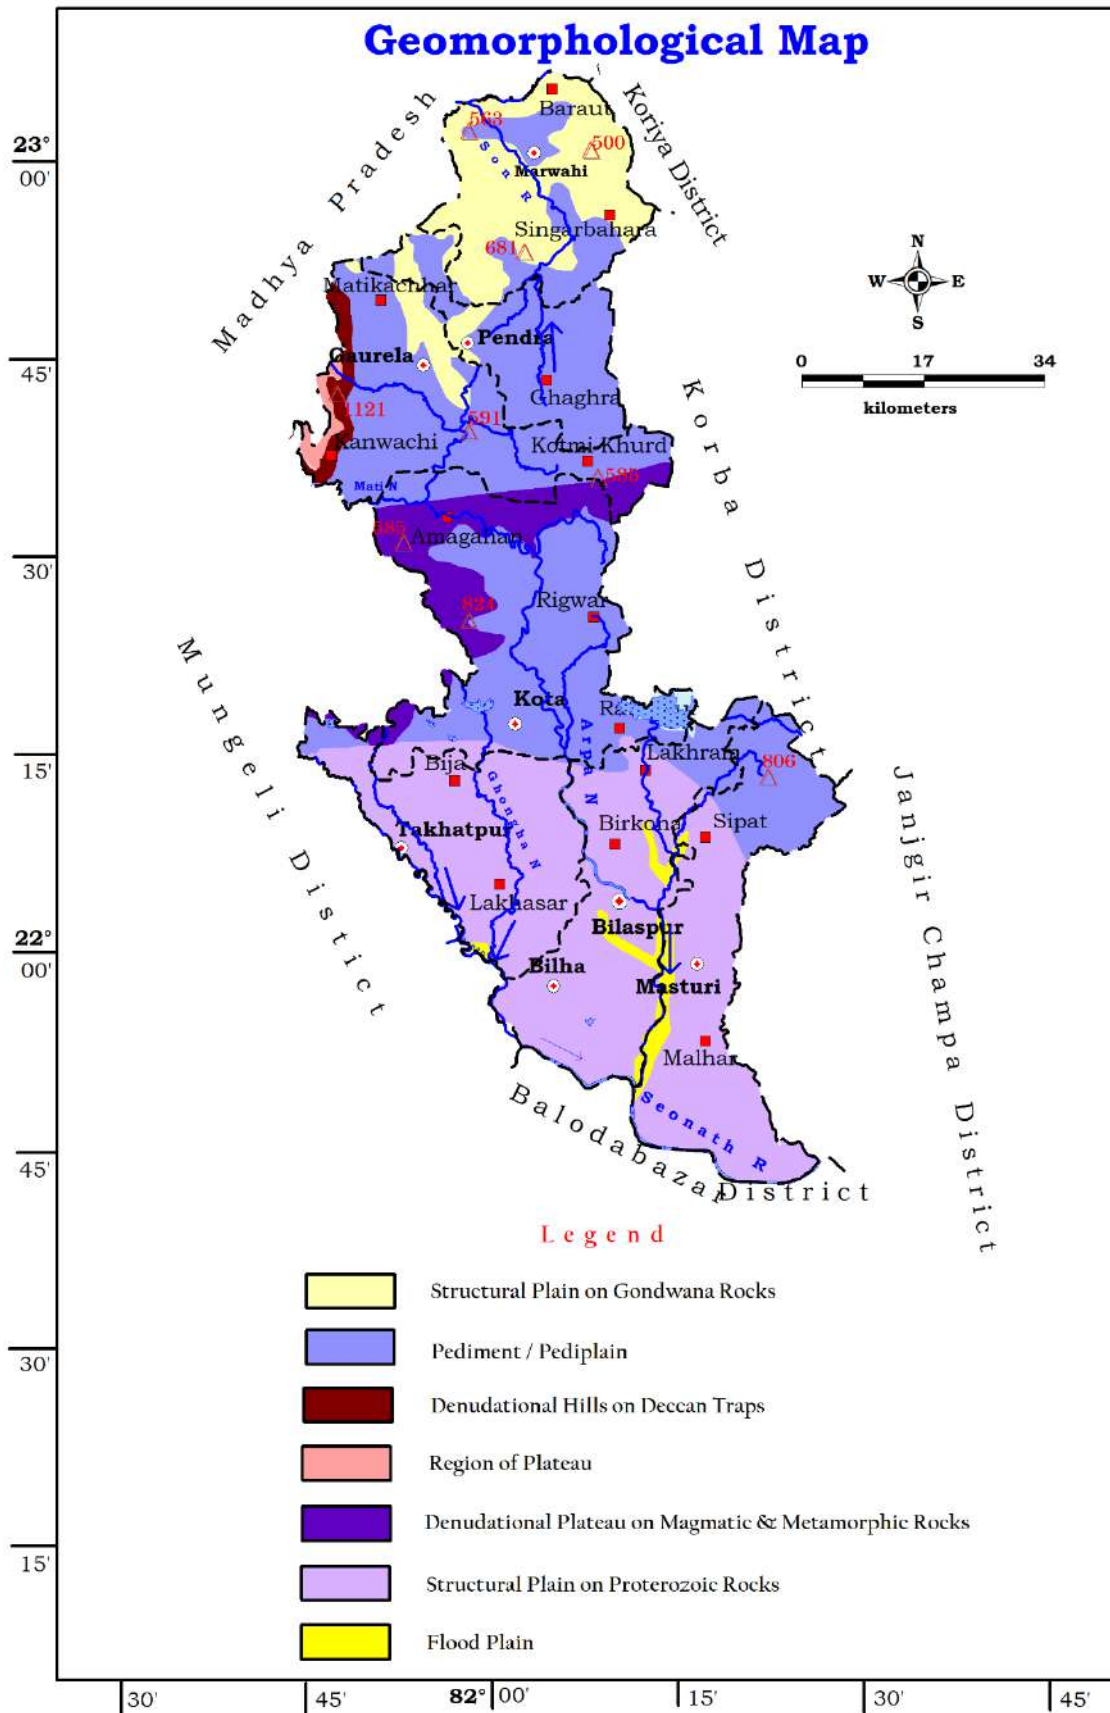 Geomorphological Map
Madhya Pradesh
Koriya District
Baraut
563
500
23°
00'
Son R
Marwahi
Singarbahara
681
N
W E
S
Matikachhar
Pendra
Gaurela
45'
0 17 34
kilometers
Ghaghra
1121
591
Kanwachi
Kotmi Khurd
Mati N
585
Amagahan
30'
Korba District
824
Rigwar
Mungeli Distict
Kota
Ra
Arpa N
15'
Lakhram
806
Bija
Ghongha N
Takhatpur
Birkona
Sipat
Janjgir Champa District
Lakhasar
22°
00'
Bilaspur
Bilha
Masturi
Malhar
Seonath R
Balodabazar District
45'
Legend
Structural Plain on Gondwana Rocks
30'
Pediment / Pediplain
Denudational Hills on Deccan Traps
Region of Plateau
Denudational Plateau on Magmatic & Metamorphic Rocks
15'
Structural Plain on Proterozoic Rocks
Flood Plain
30' 45' 82° 00' 15' 30' 45'